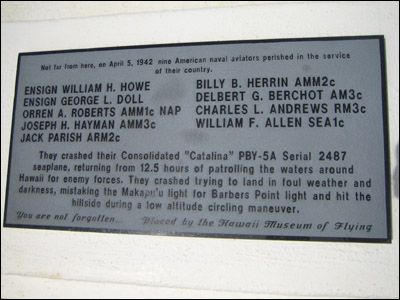 Not far from here, on April 5, 1942 nine American naval aviators perished in the service
of their country.
ENSIGN WILLIAM H. HOWE
ENSIGN GEORGE L. DOLL
ORREN A. ROBERTS AMM1c NAP
JOSEPH H. HAYMAN AMM3c
JACK PARISH ARM2c
BILLY B. HERRIN AMM2c
DELBERT G. BERCHOT AM3c
CHARLES L. ANDREWS RM3c
WILLIAM F. ALLEN SEA1c
They crashed their Consolidated "Catalina" PBY-5A Serial 2487
seaplane, returning from 12.5 hours of patrolling the waters around
Hawaii for enemy forces. They crashed trying to land in foul weather and
darkness, mistaking the Makapu'u light for Barbers Point light and hit the
hillside during a low altitude circling maneuver.
You are not forgotten... Placed by the Hawaii Museum of Flying